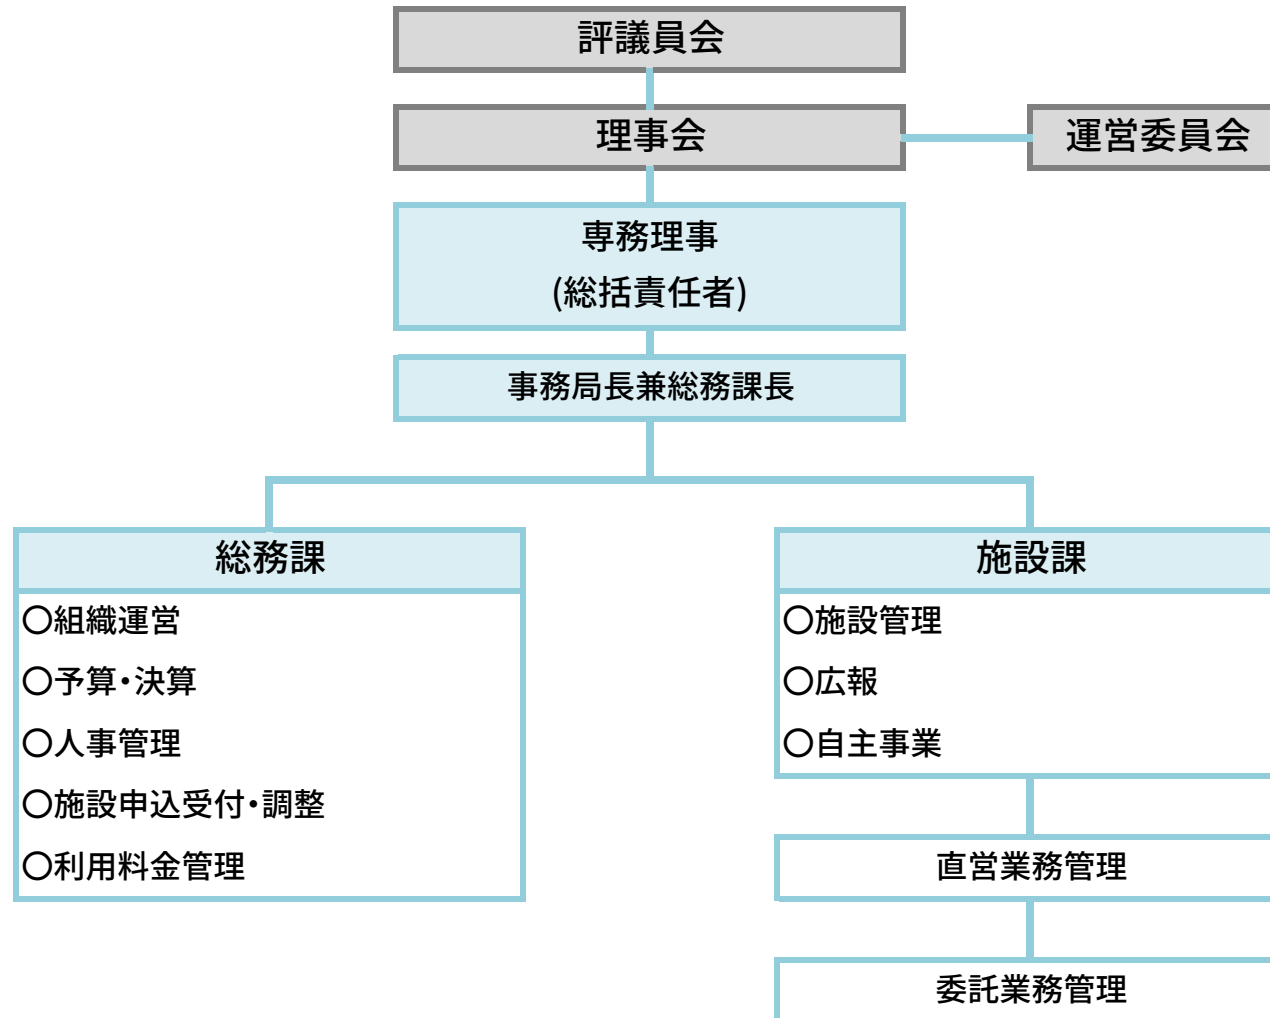 評議員会
理事会
運営委員会
専務理事
(総括責任者)
事務局長兼総務課長
総務課
〇組織運営
〇予算・決算
〇人事管理
〇施設申込受付・調整
〇利用料金管理
施設課
〇施設管理
〇広報
〇自主事業
直営業務管理
委託業務管理